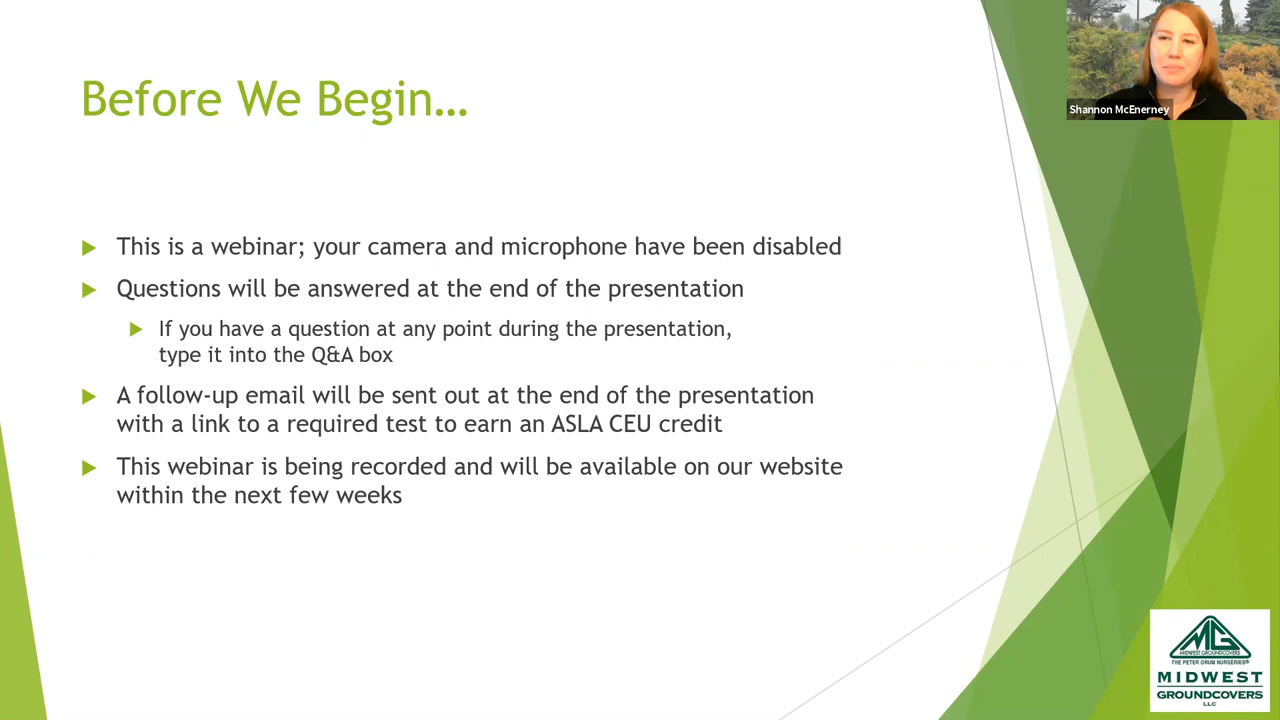 Before We Begin…
Shannon McEnerney
This is a webinar; your camera and microphone have been disabled
Questions will be answered at the end of the presentation
If you have a question at any point during the presentation,
type it into the Q&A box
A follow-up email will be sent out at the end of the presentation
with a link to a required test to earn an ASLA CEU credit
This webinar is being recorded and will be available on our website
within the next few weeks
MG
MIDWEST GROUNDCOVERS
THE PETER ORUM NURSERIES®
MIDWEST
GROUNDCOVERS
LLC